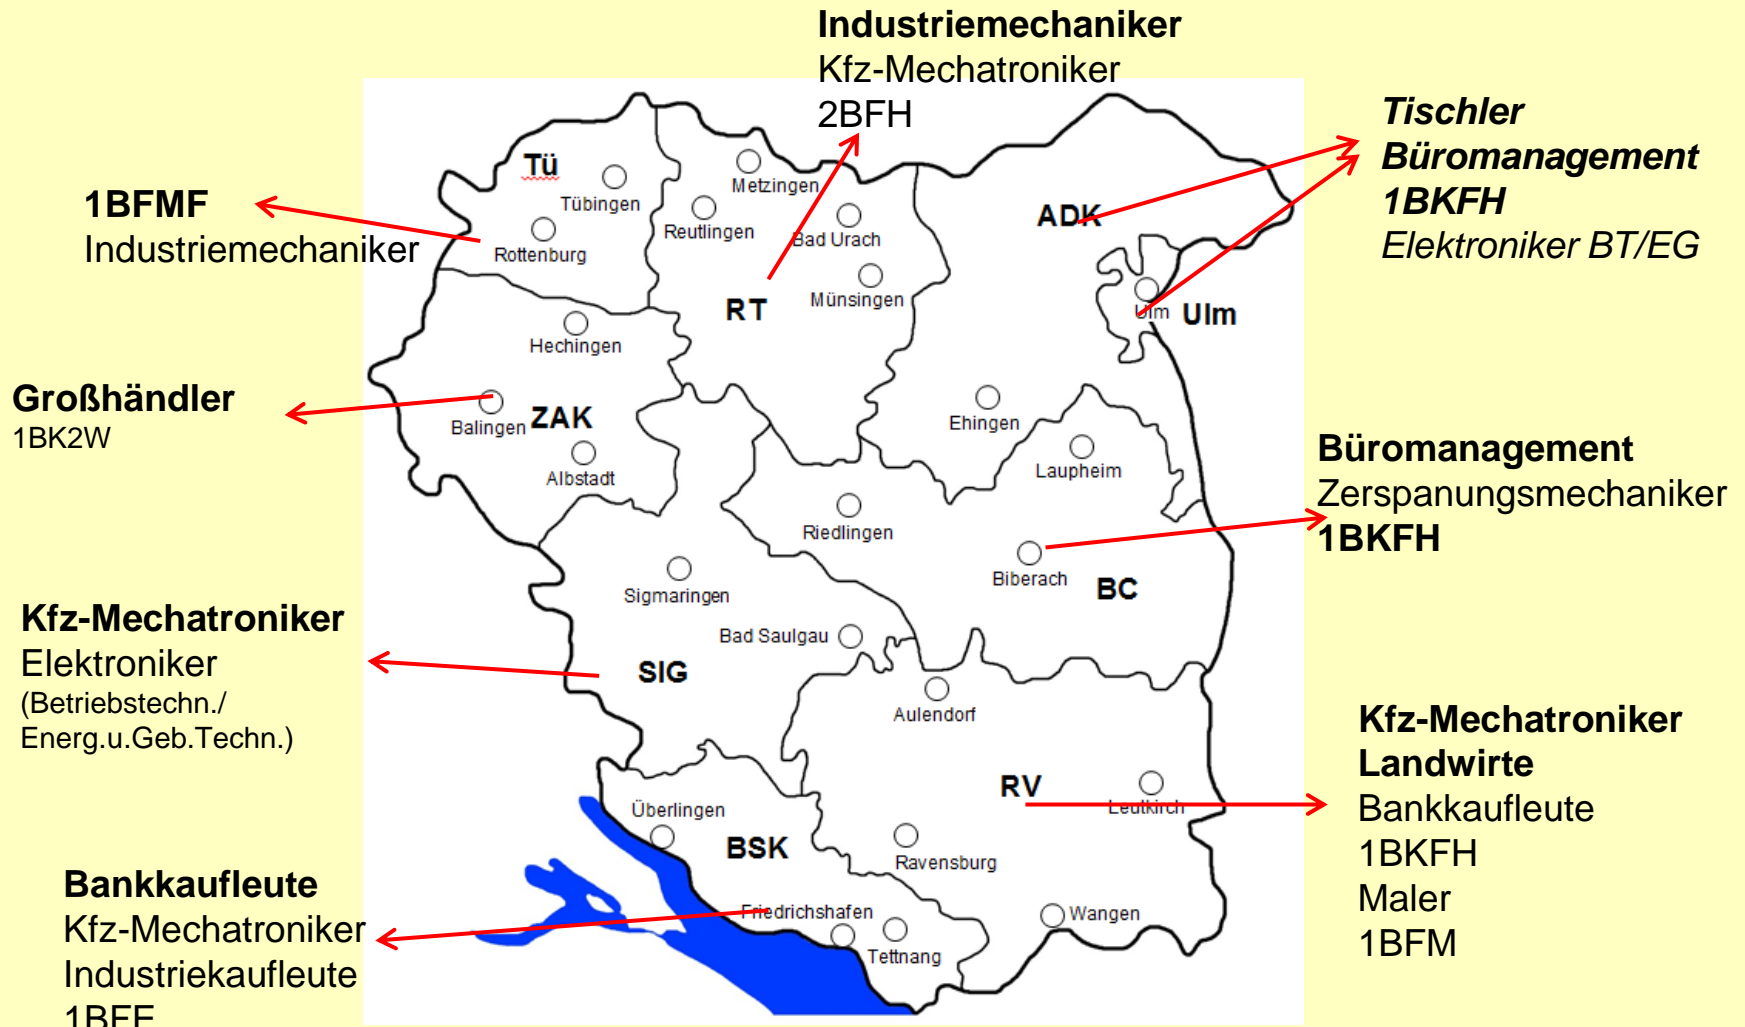 Industriemechaniker
Kfz-Mechatroniker
2BFH
Tischler
Büromanagement
1BKFH
Elektroniker BT/EG
1BFMF
Industriemechaniker
Großhändler
1BK2W
Büromanagement
Zerspanungsmechaniker
1BKFH
Kfz-Mechatroniker
Elektroniker
(Betriebstechn./
Energ.u.Geb.Techn.)
Kfz-Mechatroniker
Landwirte
Bankkaufleute
1BKFH
Maler
1BFM
Bankkaufleute
Kfz-Mechatroniker
Industriekaufleute
Tü
Tübingen
Rottenburg
Metzingen
Reutlingen
Bad Urach
Münsingen
RT
ADK
Ulm
Ulm
Hechingen
Balingen
ZAK
Albstadt
Ehingen
Laupheim
Riedlingen
Biberach
BC
Sigmaringen
Bad Saulgau
SIG
Aulendorf
RV
Leutkirch
Überlingen
BSK
Ravensburg
Friedrichshafen
Tettnang
Wangen